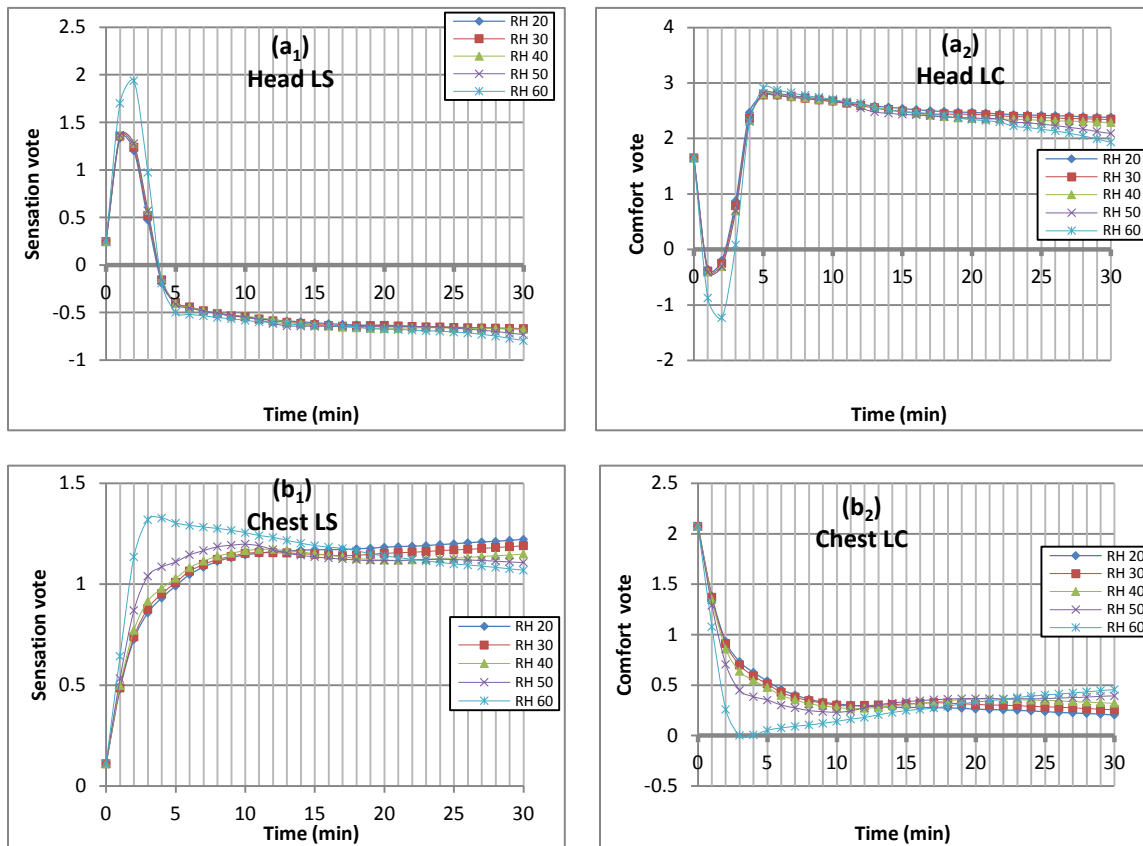 (a1)
Head LS
2.5
2
1.5
1
0.5
0
-0.5
-1
0 5 10 15 20 25 30
Sensation vote
Time (min)
RH 20
RH 30
RH 40
RH 50
RH 60
(a2)
Head LC
4
3
2
1
0
-1
-2
0 5 10 15 20 25 30
Comfort vote
Time (min)
RH 20
RH 30
RH 40
RH 50
RH 60
(b1)
Chest LS
1.5
1
0.5
0
0 5 10 15 20 25 30
Sensation vote
Time (min)
RH 20
RH 30
RH 40
RH 50
RH 60
(b2)
Chest LC
2.5
2
1.5
1
0.5
0
-0.5
0 5 10 15 20 25 30
Comfort vote
Time (min)
RH 20
RH 30
RH 40
RH 50
RH 60